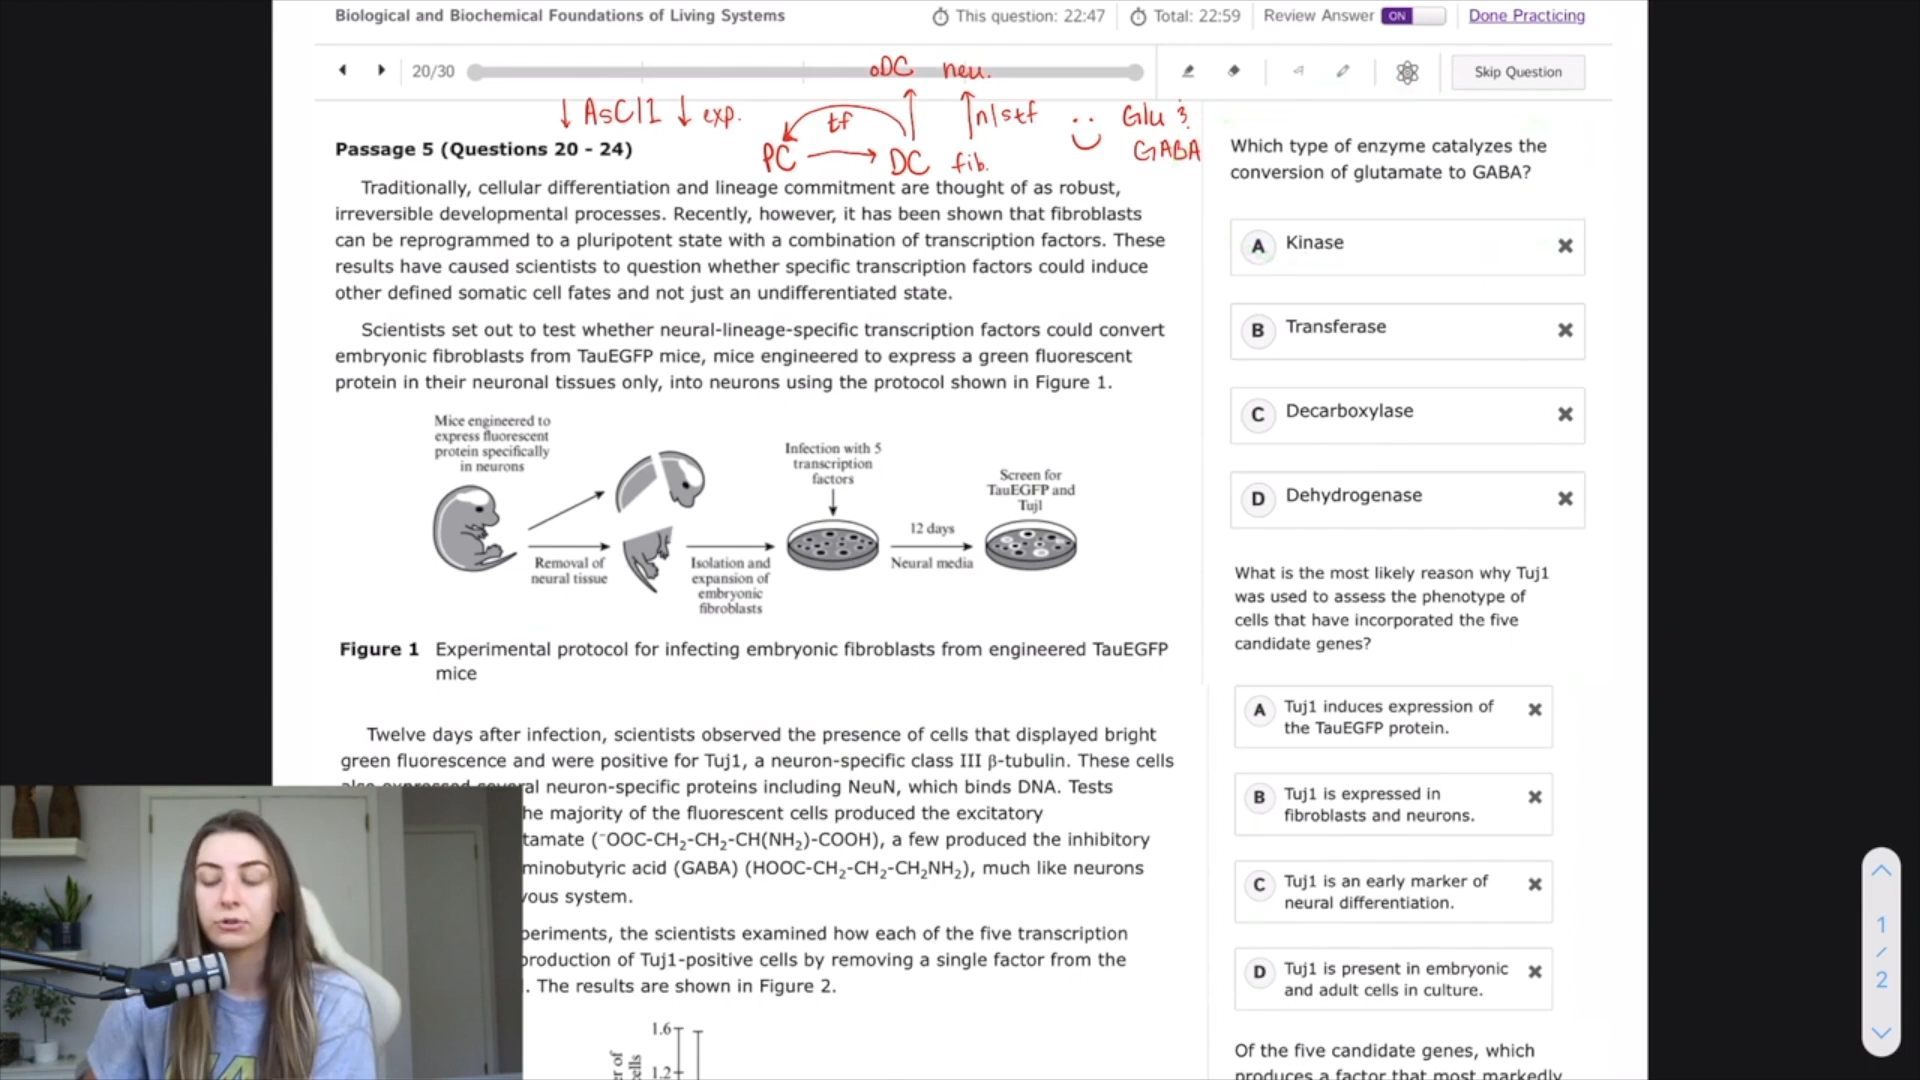 Biological and Biochemical Foundations of Living Systems
This question: 22:47
Total: 22:59
Review Answer ON
Done Practicing
20/30
Skip Question
oDC neu.
↓ AsCl1 ↓ exp.
tf
n/stf
Glu &
GABA
PC → DC fib.
Passage 5 (Questions 20 - 24)
Traditionally, cellular differentiation and lineage commitment are thought of as robust,
irreversible developmental processes. Recently, however, it has been shown that fibroblasts
can be reprogrammed to a pluripotent state with a combination of transcription factors. These
results have caused scientists to question whether specific transcription factors could induce
other defined somatic cell fates and not just an undifferentiated state.
Scientists set out to test whether neural-lineage-specific transcription factors could convert
embryonic fibroblasts from TauEGFP mice, mice engineered to express a green fluorescent
protein in their neuronal tissues only, into neurons using the protocol shown in Figure 1.
Mice engineered to
express fluorescent
protein specifically
in neurons
Removal of
neural tissue
Isolation and
expansion of
embryonic
fibroblasts
Infection with 5
transcription
factors
12 days
Neural media
Screen for
TauEGFP and
Tuj1
Figure 1 Experimental protocol for infecting embryonic fibroblasts from engineered TauEGFP
mice
Twelve days after infection, scientists observed the presence of cells that displayed bright
green fluorescence and were positive for Tuj1, a neuron-specific class III β-tubulin. These cells
also expressed several neuron-specific proteins including NeuN, which binds DNA. Tests
he majority of the fluorescent cells produced the excitatory
tamate (⁻OOC-CH₂-CH₂-CH(NH₂)-COOH), a few produced the inhibitory
minobutyric acid (GABA) (HOOC-CH₂-CH₂-CH₂NH₂), much like neurons
vous system.
periments, the scientists examined how each of the five transcription
production of Tuj1-positive cells by removing a single factor from the
. The results are shown in Figure 2.
1.6
1.2
r of
ells
Which type of enzyme catalyzes the
conversion of glutamate to GABA?
A Kinase
B Transferase
C Decarboxylase
D Dehydrogenase
What is the most likely reason why Tuj1
was used to assess the phenotype of
cells that have incorporated the five
candidate genes?
A Tuj1 induces expression of
the TauEGFP protein.
B Tuj1 is expressed in
fibroblasts and neurons.
C Tuj1 is an early marker of
neural differentiation.
D Tuj1 is present in embryonic
and adult cells in culture.
Of the five candidate genes, which
produces a factor that most markedly
1
/
2